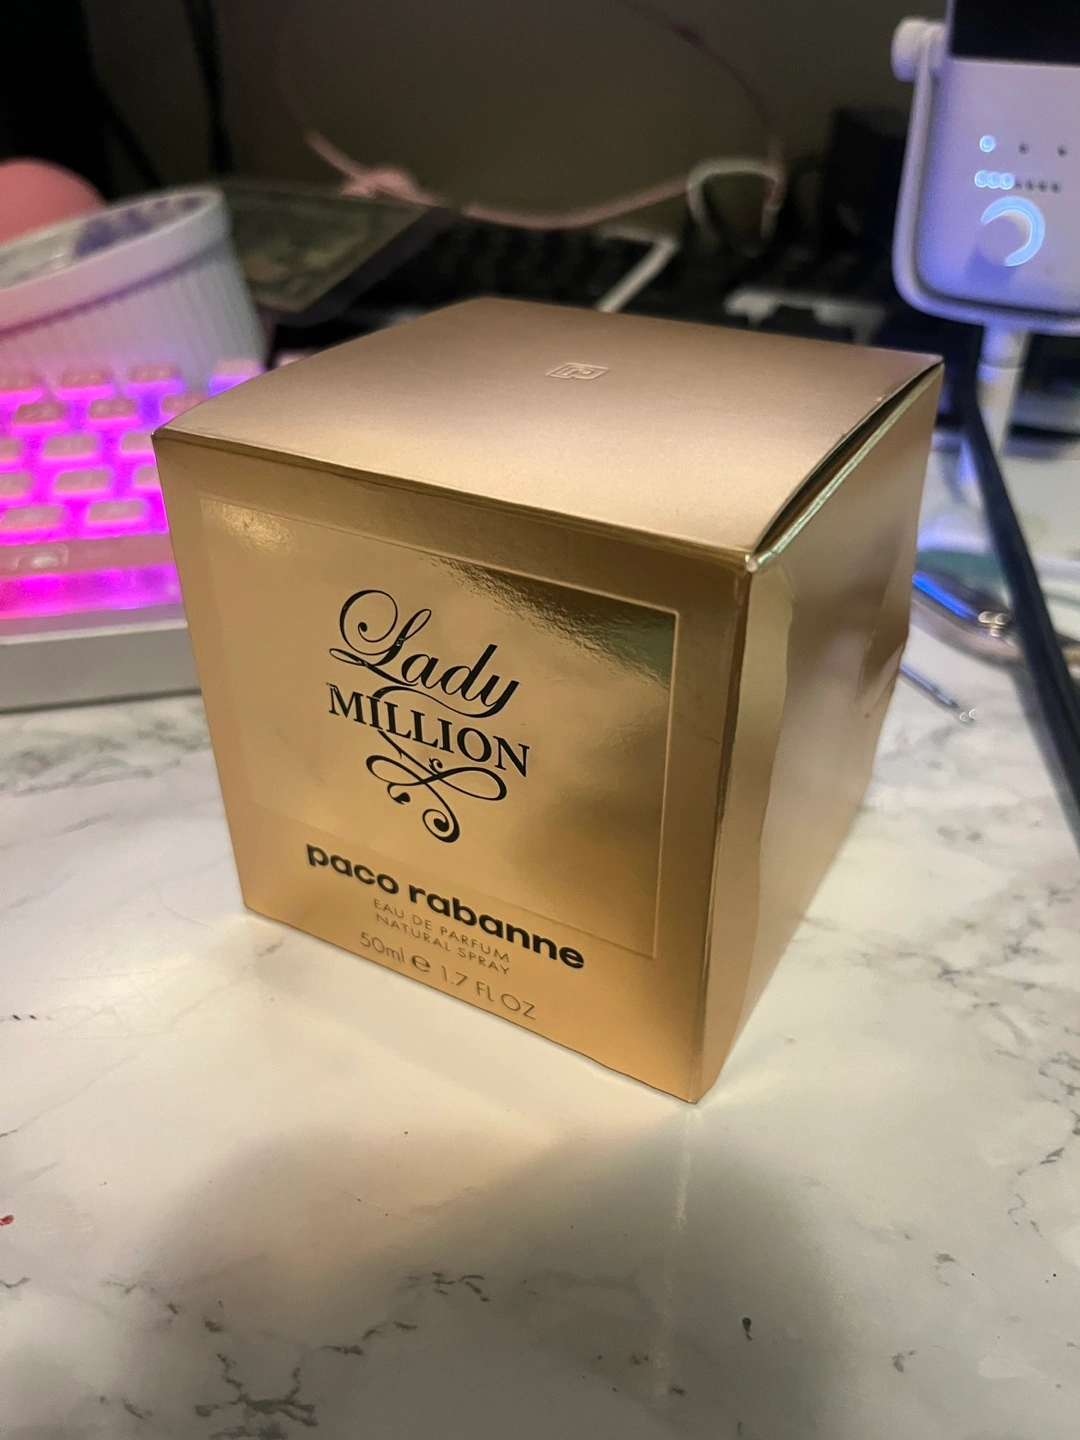 Lady
MILLION
paco rabanne
EAU DE PARFUM
NATURAL SPRAY
50ml e 1.7 FL OZ